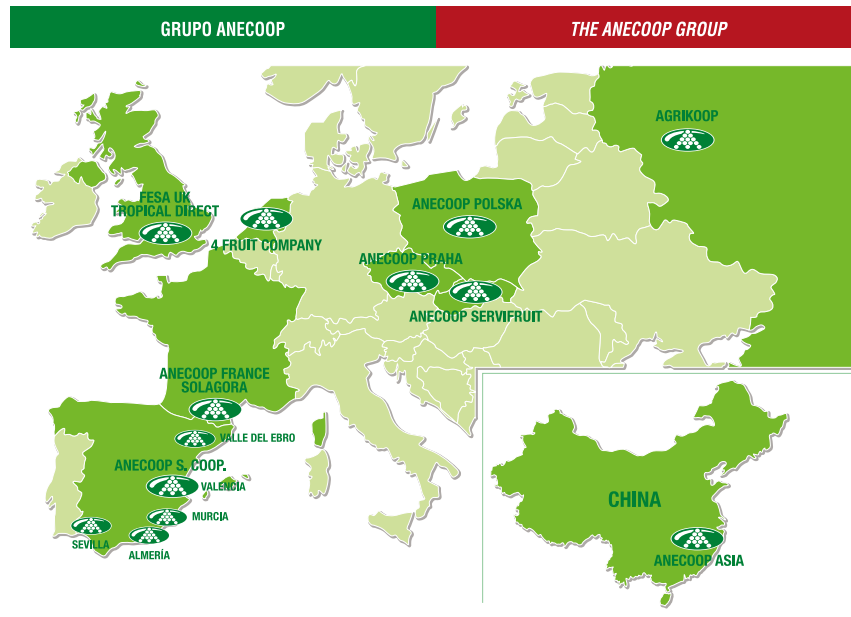 GRUPO ANECOOP
THE ANECOOP GROUP
AGRIKOOP
FESA UK
TROPICAL DIRECT
ANECOOP POLSKA
4 FRUIT COMPANY
ANECOOP PRAHA
ANECOOP SERVIFRUIT
ANECOOP FRANCE
SOLAGORA
VALLE DEL EBRO
ANECOOP S. COOP.
VALENCIA
MURCIA
SEVILLA
ALMERÍA
CHINA
ANECOOP ASIA